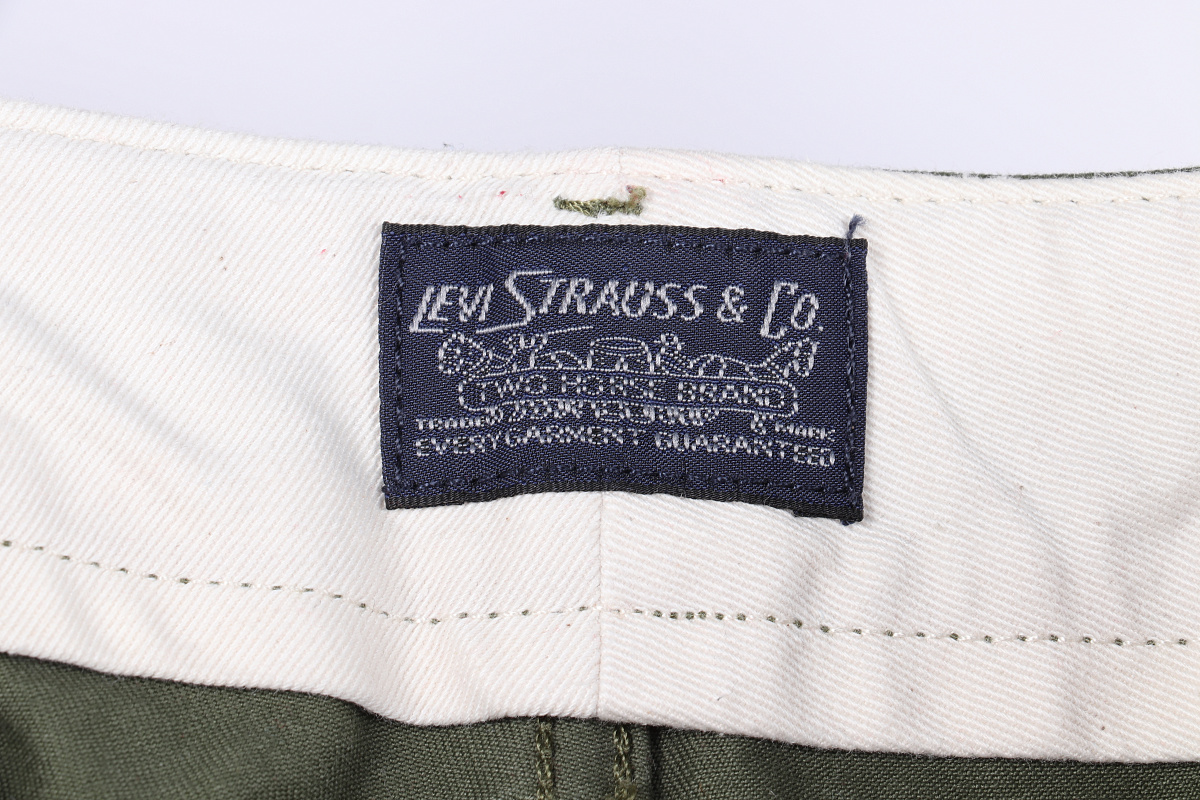 LEVI STRAUSS & CO.
TWO HORSE BRAND
TRADE MARK
EVERY GARMENT GUARANTEED